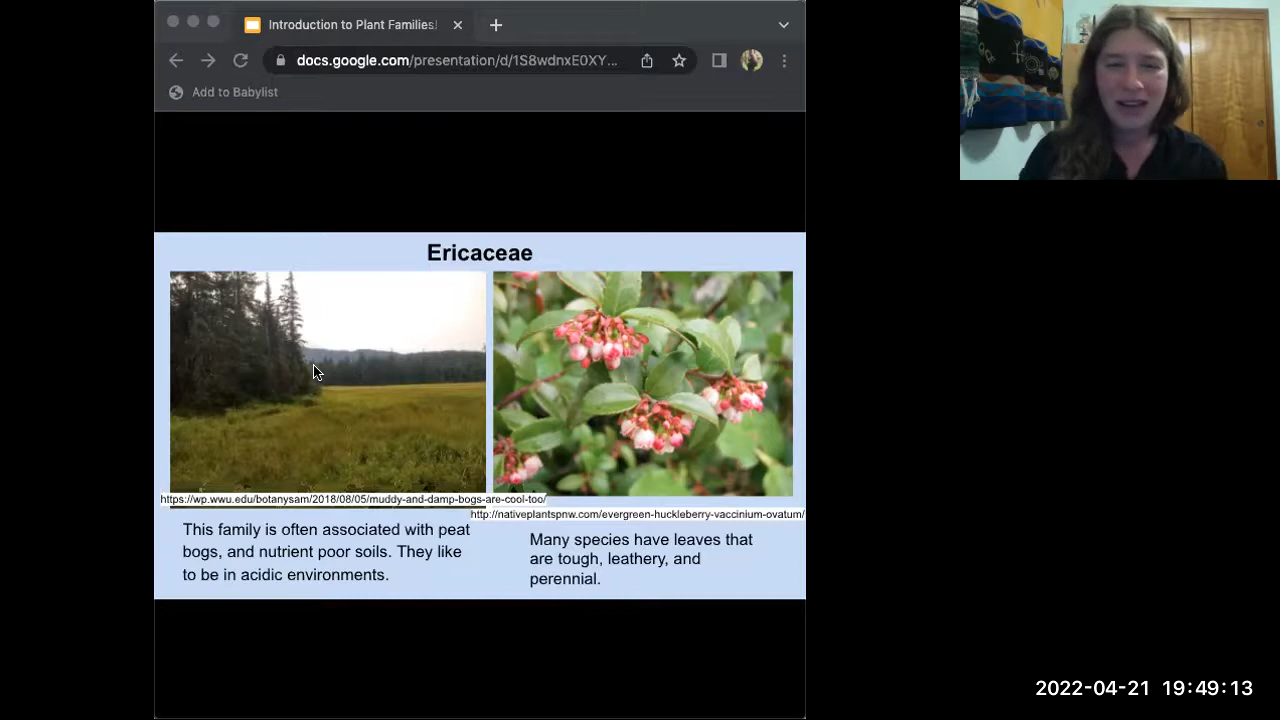 Introduction to Plant Families!
docs.google.com/presentation/d/1S8wdnxE0XY...
Add to Babylist
Ericaceae
https://wp.wwu.edu/botanysam/2018/08/05/muddy-and-damp-bogs-are-cool-too/
http://nativeplantspnw.com/evergreen-huckleberry-vaccinium-ovatum/
This family is often associated with peat
bogs, and nutrient poor soils. They like
to be in acidic environments.
Many species have leaves that
are tough, leathery, and
perennial.
2022-04-21 19:49:13